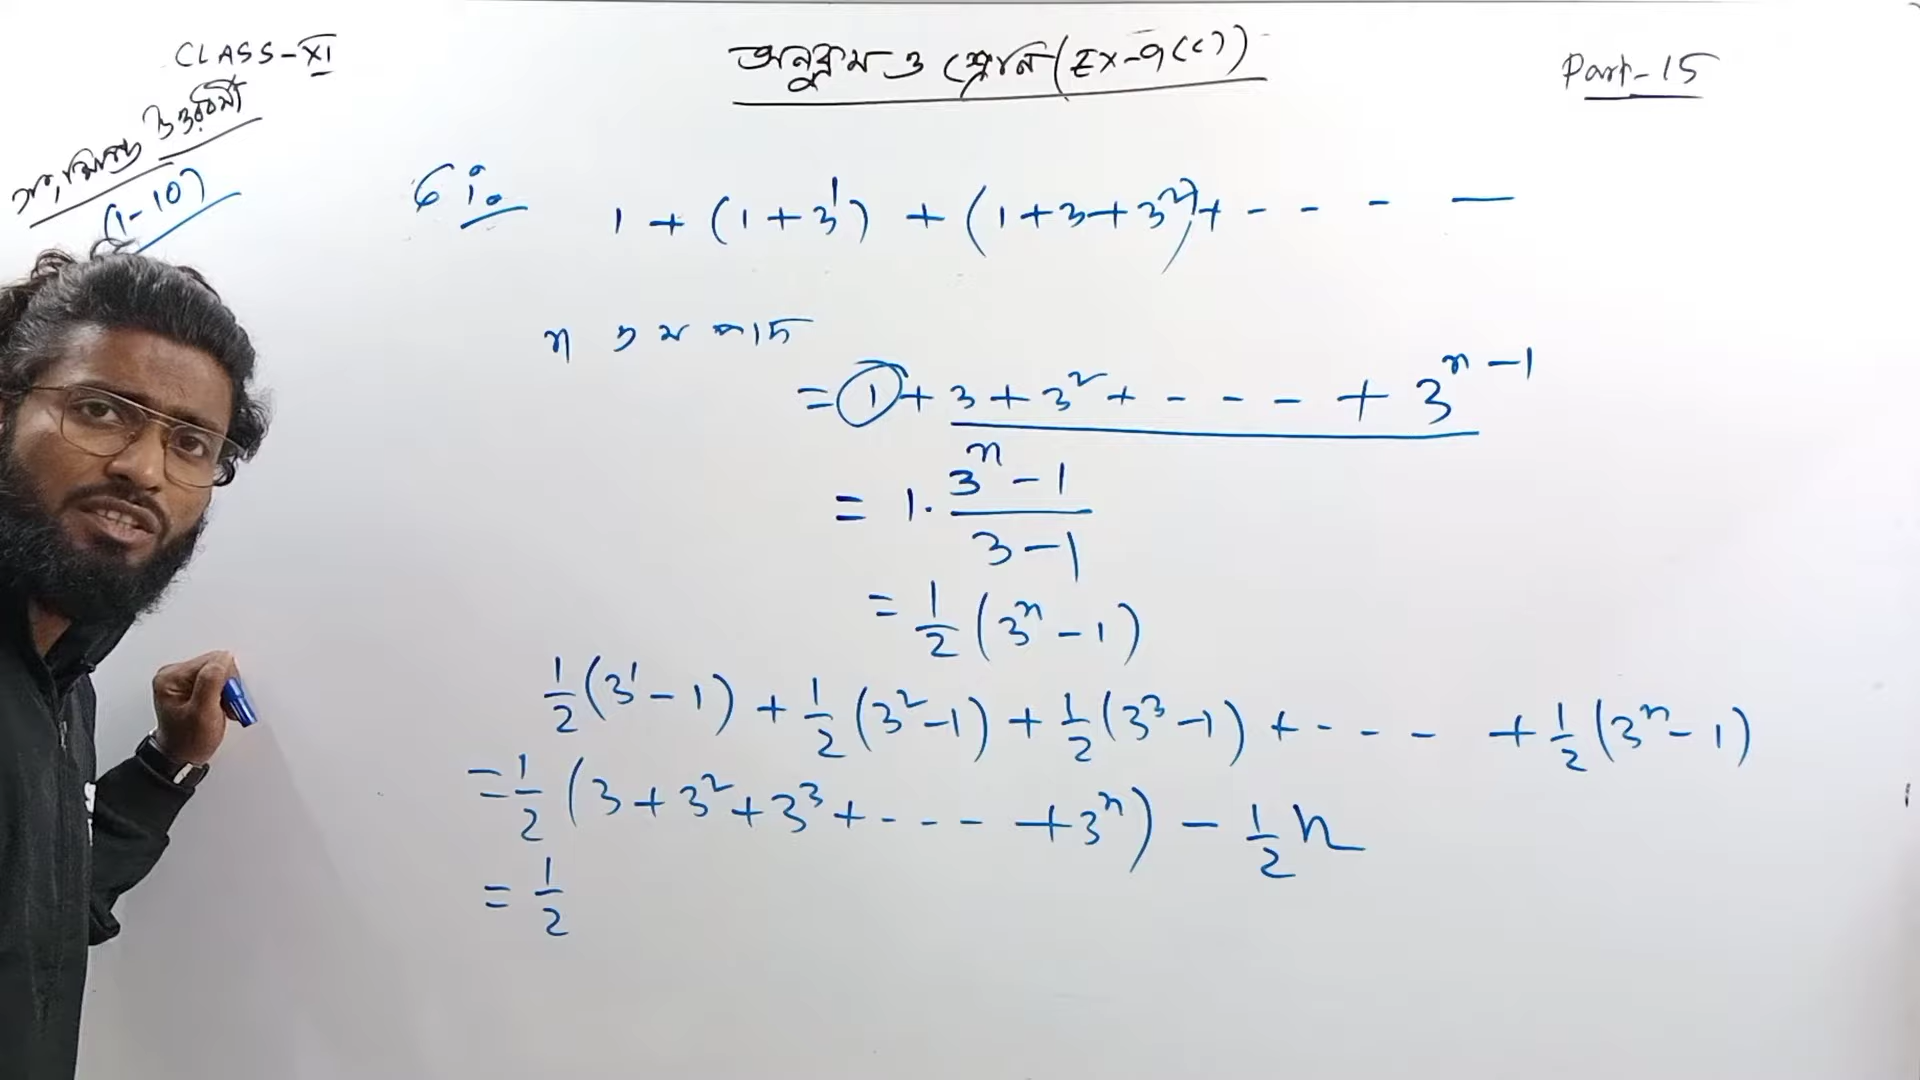 CLASS-XI
অনুক্রম ও শ্রেণি (Ex-7(C))
Part-15
সংক্ষিপ্ত উত্তরধর্মী
(1-10)
6 i. 1 + (1+3¹) + (1+3+3²)+ - - - —
n তম পদ
= 1 + 3 + 3² + - - - + 3ⁿ⁻¹
= 1. (3ⁿ - 1)/(3 - 1)
= 1/2 (3ⁿ - 1)
1/2 (3¹ - 1) + 1/2 (3² - 1) + 1/2 (3³ - 1) + - - - + 1/2 (3ⁿ - 1)
= 1/2 (3 + 3² + 3³ + - - - + 3ⁿ) - 1/2 n
= 1/2